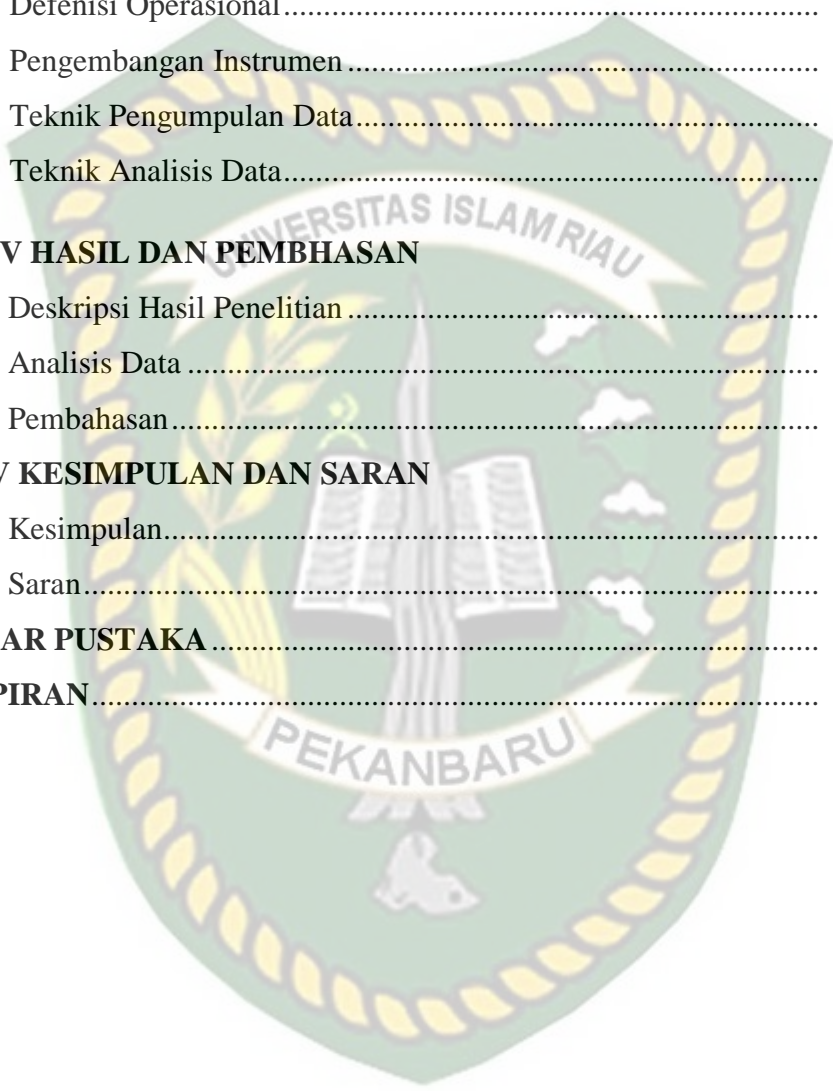 Defenisi Operasional....................................................................
Pengembangan Instrumen...........................................................
Teknik Pengumpulan Data..........................................................
Teknik Analisis Data...................................................................
UNIVERSITAS ISLAM RIAU
V HASIL DAN PEMBHASAN
Deskripsi Hasil Penelitian...........................................................
Analisis Data...............................................................................
Pembahasan.................................................................................
V KESIMPULAN DAN SARAN
Kesimpulan..................................................................................
Saran............................................................................................
AR PUSTAKA............................................................................
PIRAN...........................................................................................
PEKANBARU